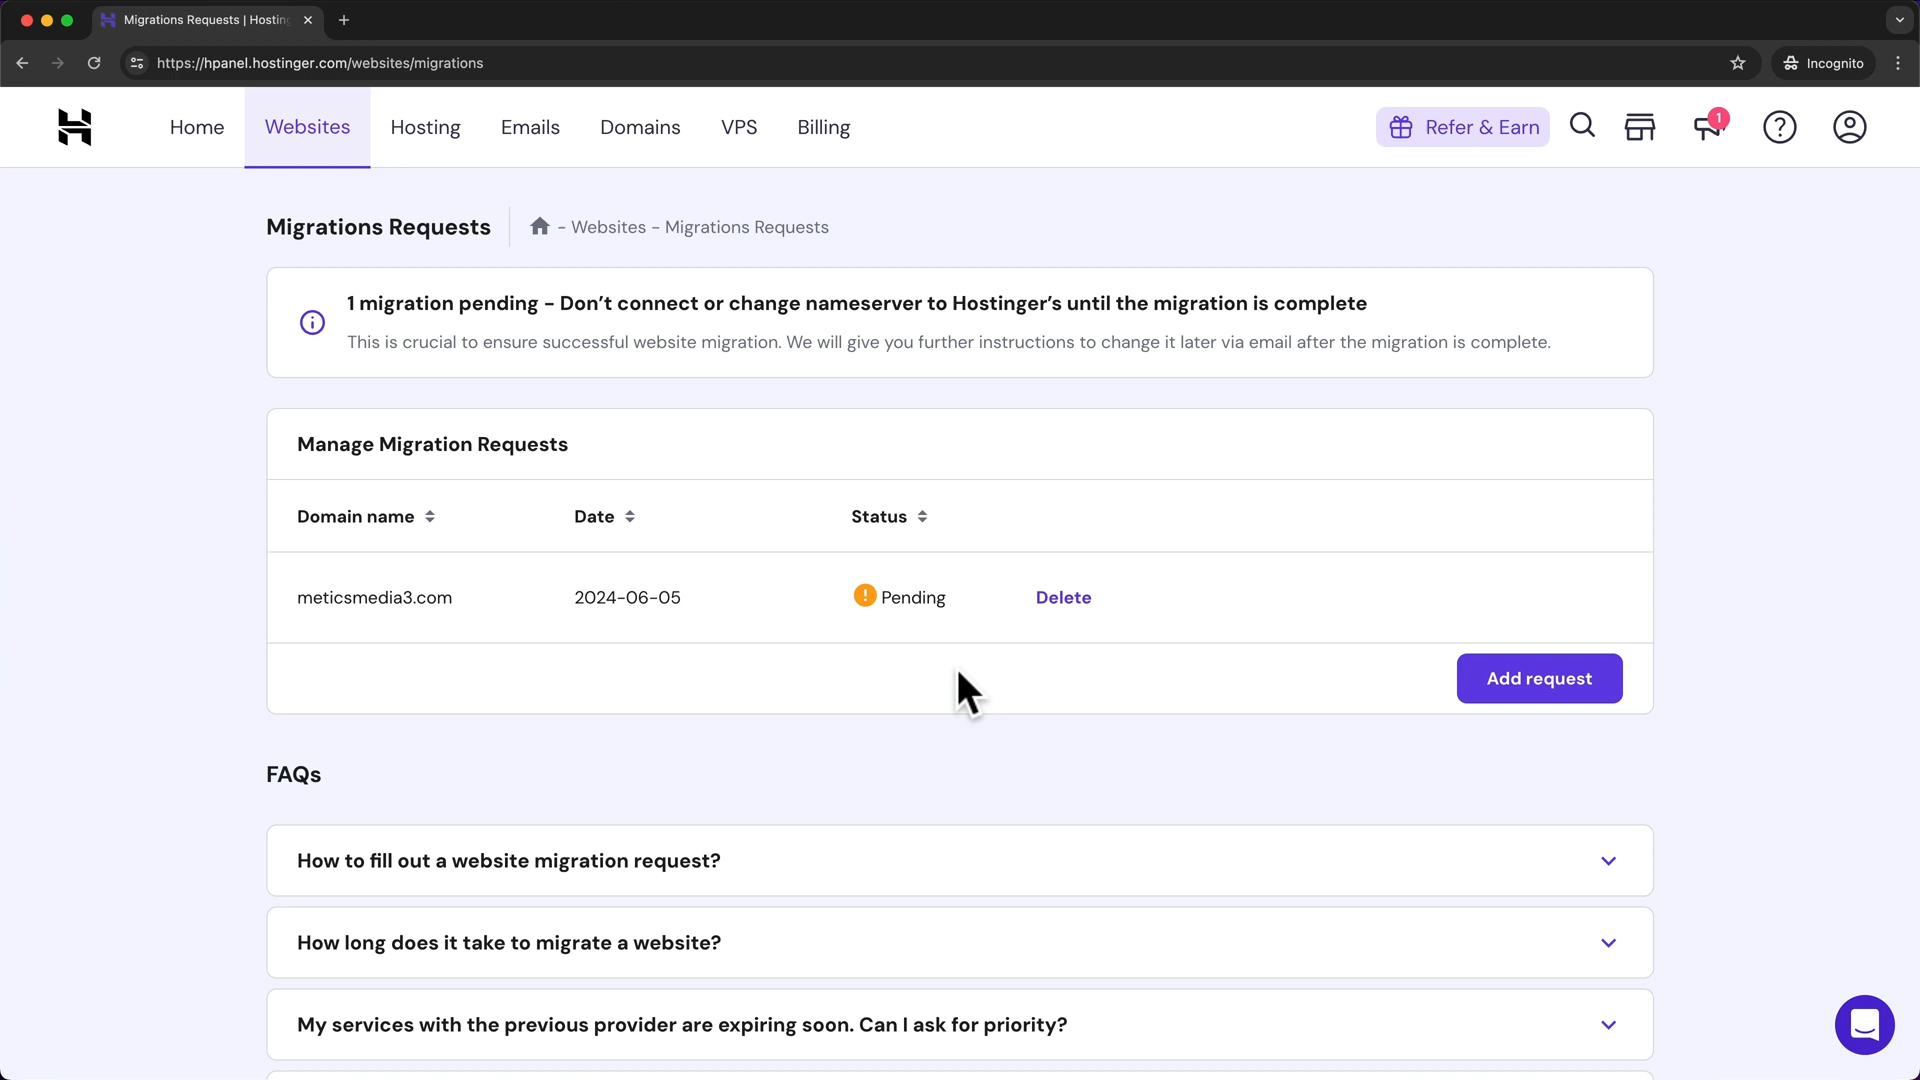 Migrations Requests | Hosting
https://hpanel.hostinger.com/websites/migrations
Incognito
Home
Websites
Hosting
Emails
Domains
VPS
Billing
Refer & Earn
1
Migrations Requests
- Websites - Migrations Requests
1 migration pending - Don’t connect or change nameserver to Hostinger’s until the migration is complete
This is crucial to ensure successful website migration. We will give you further instructions to change it later via email after the migration is complete.
Manage Migration Requests
Domain name
Date
Status
meticsmedia3.com
2024-06-05
Pending
Delete
Add request
FAQs
How to fill out a website migration request?
How long does it take to migrate a website?
My services with the previous provider are expiring soon. Can I ask for priority?